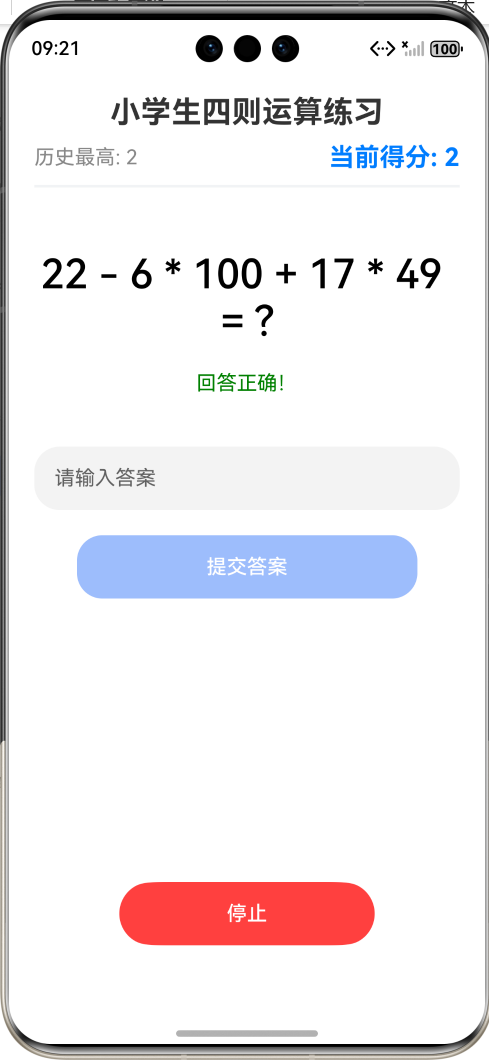 09:21
100
小学生四则运算练习
历史最高: 2
当前得分: 2
22 - 6 * 100 + 17 * 49
= ?
回答正确!
请输入答案
提交答案
停止